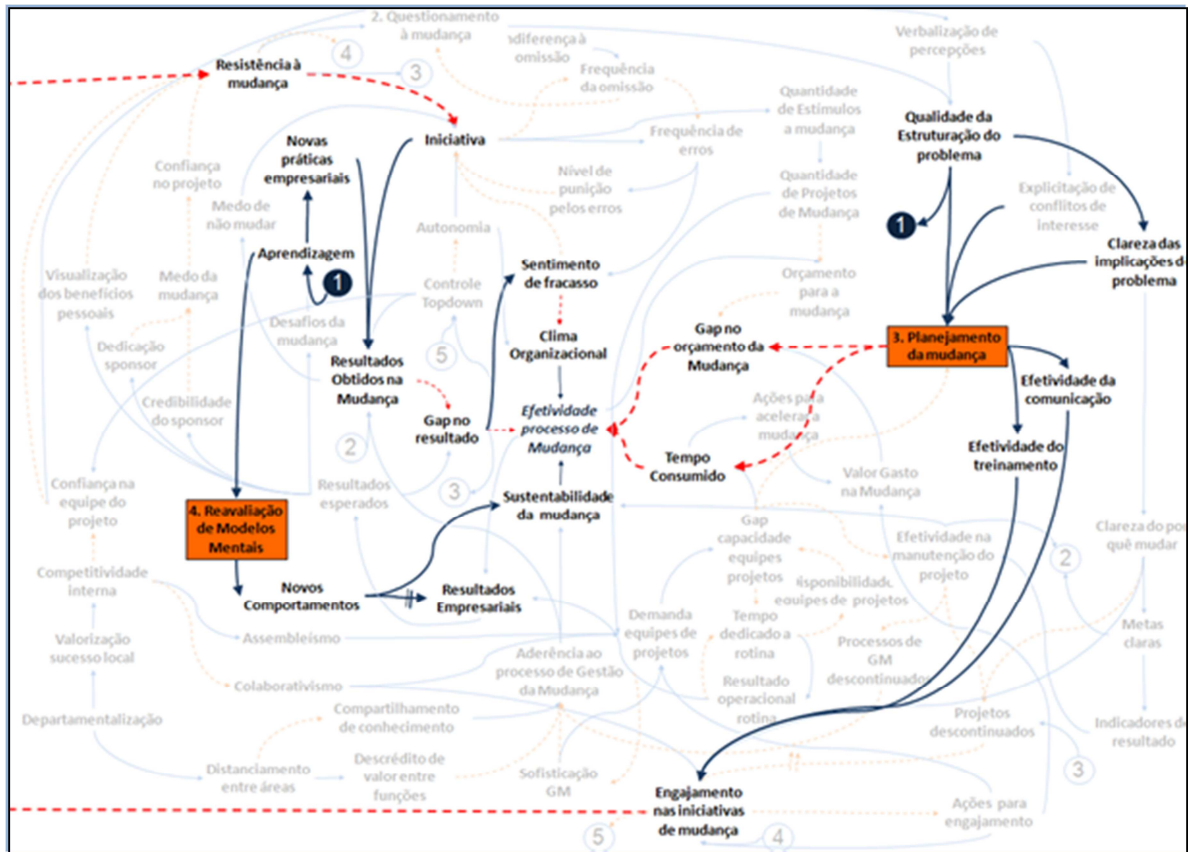 2. Questionamento
à mudança
4
3
Resistência à
mudança
ndiferença à
omissão
Frequência
da omissão
Verbalização de
percepções
Quantidade
de Estímulos
a mudança
Qualidade da
Estruturação do
problema
Novas
práticas
empresariais
Iniciativa
Frequência de
erros
Confiança
no projeto
Nível de
punição
pelos erros
Quantidade
de Projetos
de Mudança
Explicitação de
conflitos de
interesse
Medo de
não mudar
Autonomia
1
Aprendizagem
1
Sentimento
de fracasso
Clareza das
implicações d
problema
Visualização
dos benefícios
pessoais
Medo da
mudança
Controle
Topdown
Orçamento
para a
mudança
Desafios da
mudança
Clima
Organizacional
Gap no
orçamento da
Mudança
3. Planejamento
da mudança
Dedicação
sponsor
5
Resultados
Obtidos na
Mudança
Efetividade da
comunicação
Credibilidade
do sponsor
Gap no
resultado
Efetividade
processo de
Mudança
Ações para
acelerar a
mudança
2
Tempo
Consumido
Efetividade do
treinamento
Confiança na
equipe do
projeto
Resultados
esperados
3
Valor Gasto
na Mudança
4. Reavaliação
de Modelos
Mentais
Sustentabilidade
da mudança
Gap
capacidade
equipes
projetos
Efetividade na
manutenção do
projeto
Clareza do po
quê mudar
2
Competitividade
interna
Novos
Comportamentos
Resultados
Empresariais
isponibilidad
equipes de projetos
Demanda
equipes de
projetos
Tempo
dedicado a
rotina
Metas
claras
Valorização
sucesso local
Assembleísmo
Aderência ao
processo de Gestão
da Mudança
Processos de
GM
descontinuados
Colaborativismo
Resultado
operacional
rotina
Departamentalização
Compartilhamento
de conhecimento
Projetos
descontinuados
Indicadores de
resultado
Distanciamento
entre áreas
Descrédito de
valor entre
funções
Sofisticação
GM
3
Engajamento
nas iniciativas
de mudança
Ações para
engajamento
5
4